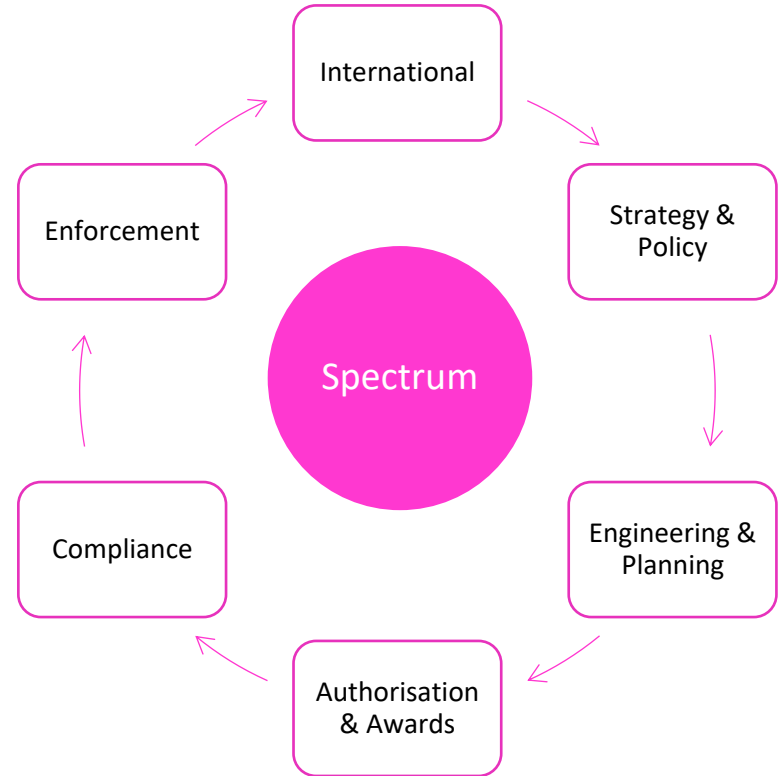 International
Strategy &
Policy
Engineering &
Planning
Authorisation
& Awards
Compliance
Enforcement
Spectrum